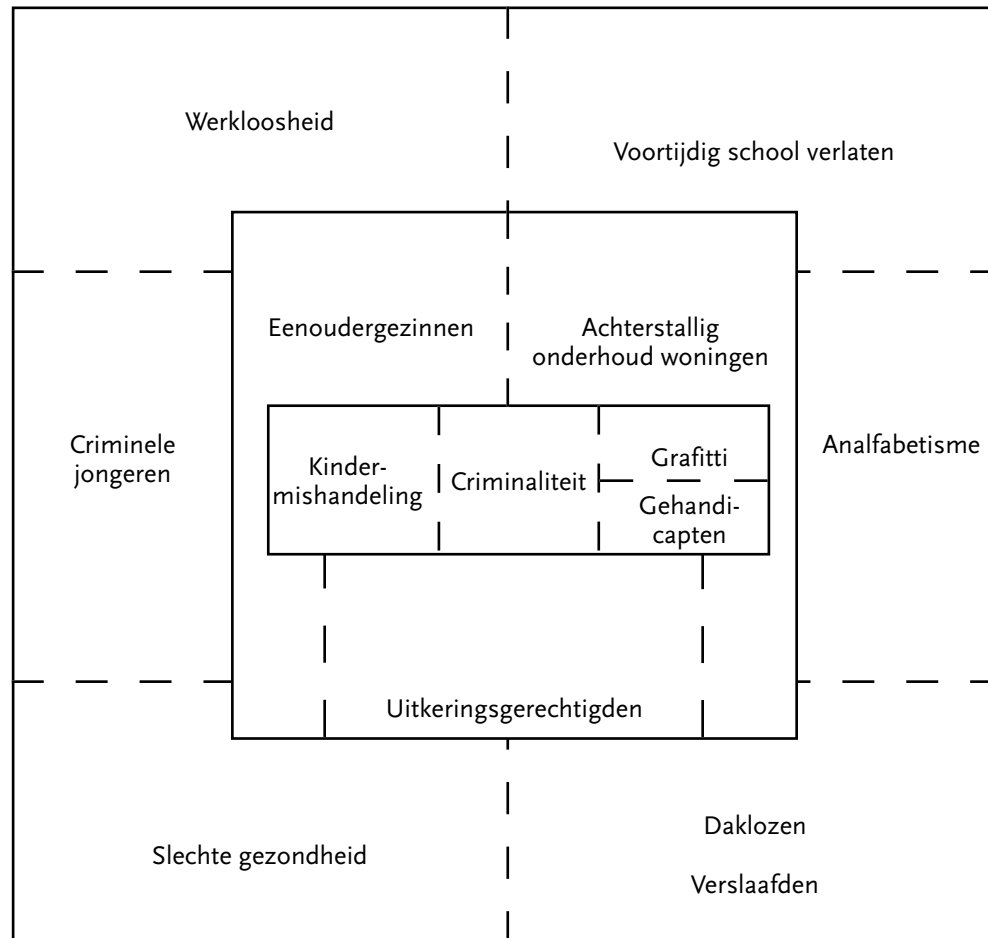 Werkloosheid
Voortijdig school verlaten
Eenoudergezinnen
Achterstallig
onderhoud woningen
Criminele
jongeren
Kinder-
mishandeling
Criminaliteit
Grafitti
Gehandi-
capten
Analfabetisme
Uitkeringsgerechtigden
Slechte gezondheid
Daklozen
Verslaafden